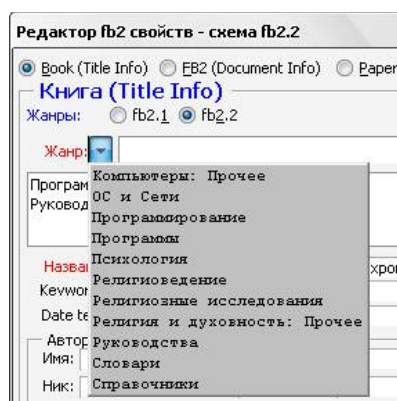 Редактор fb2 свойств - схема fb2.2
Book (Title Info) FB2 (Document Info) Paper
Книга (Title Info)
Жанры: fb2.1 fb2.2
Жанр:
Компьютеры: Прочее
ОС и Сети
Программирование
Программы
Психология
Религиоведение
Религиозные исследования
Религия и духовность: Прочее
Руководства
Словари
Справочники
Програм
Руковод
Назва
хро
Keywor
Date te
Автор
Имя:
Ник: